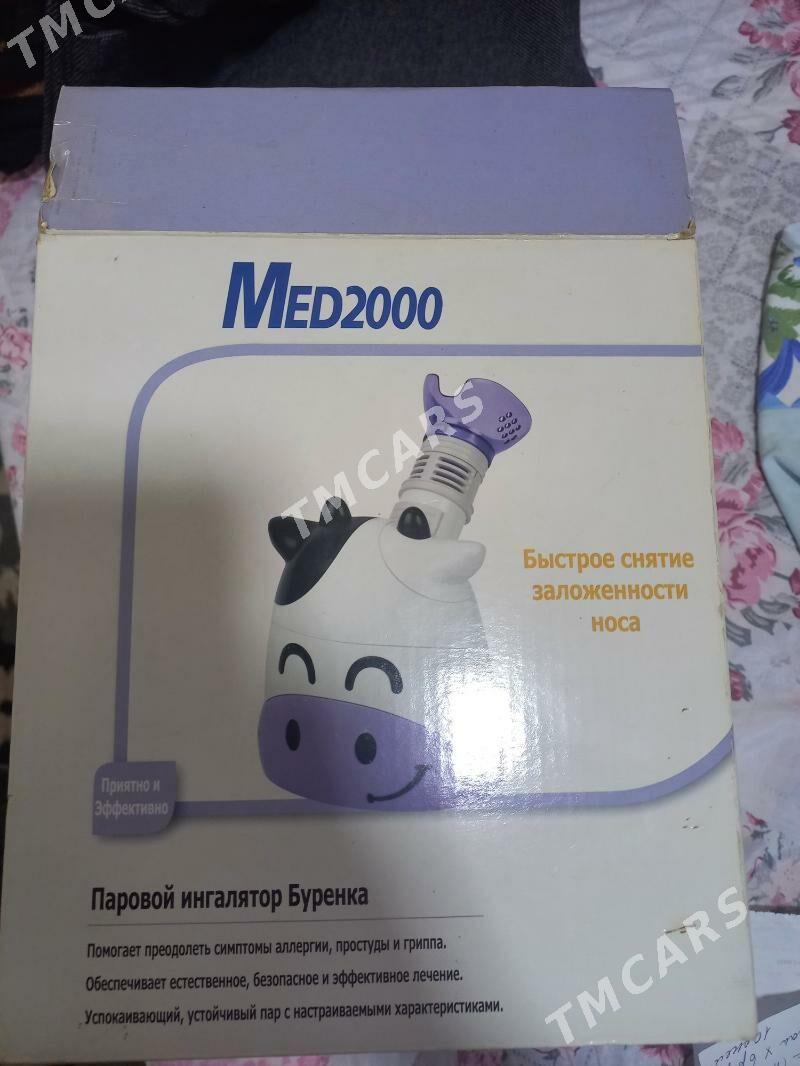 TMCARS
MED2000
TMCARS
Быстрое снятие
заложенности
носа
Приятно и
Эффективно
Паровой ингалятор Буренка
Помогает преодолеть симптомы аллергии, простуды и гриппа.
Обеспечивает естественное, безопасное и эффективное лечение.
Успокаивающий, устойчивый пар с настраиваемыми характеристиками.
TMCARS